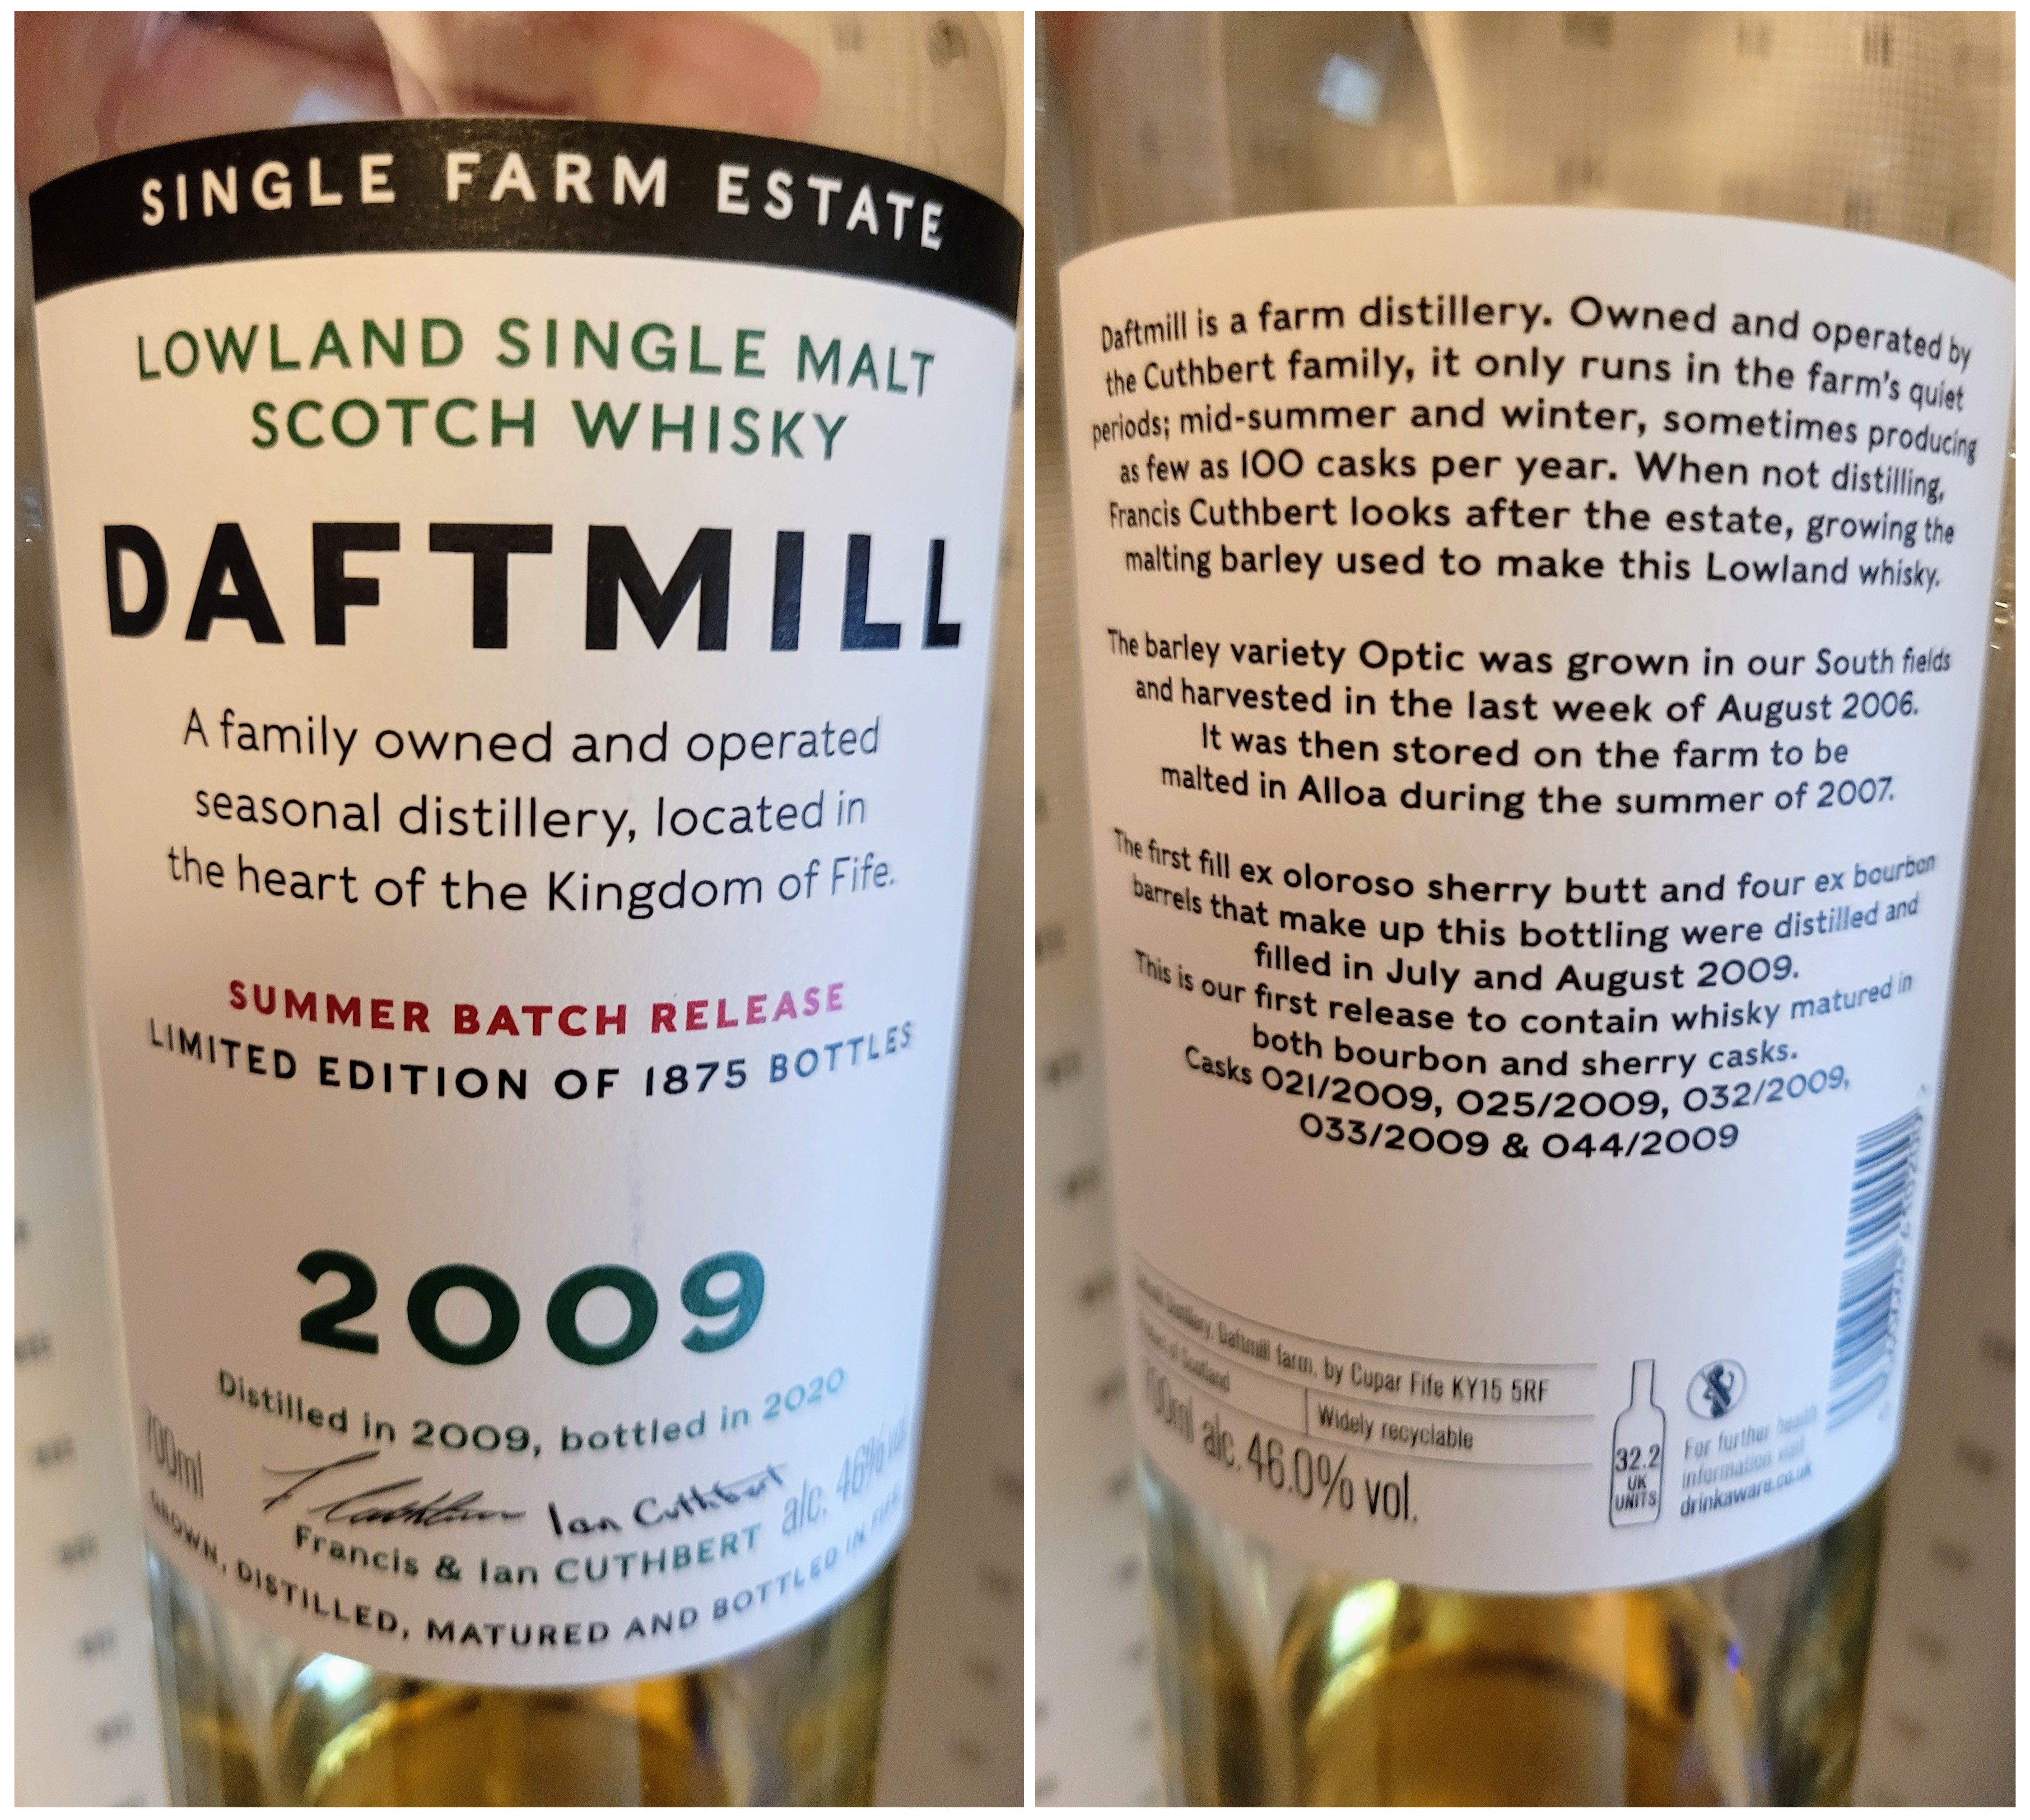 SINGLE FARM ESTATE
LOWLAND SINGLE MALT
SCOTCH WHISKY
DAFTMILL
A family owned and operated
seasonal distillery, located in
the heart of the Kingdom of Fife.
SUMMER BATCH RELEASE
LIMITED EDITION OF 1875 BOTTLES
2009
Distilled in 2009, bottled in 2020
700ml
Ian Cuthbert
alc. 46% vol.
Francis & Ian CUTHBERT
GROWN, DISTILLED, MATURED AND BOTTLED IN FIFE
Daftmill is a farm distillery. Owned and operated by
the Cuthbert family, it only runs in the farm's quiet
periods; mid-summer and winter, sometimes producing
as few as 100 casks per year. When not distilling,
Francis Cuthbert looks after the estate, growing the
malting barley used to make this Lowland whisky.
The barley variety Optic was grown in our South fields
and harvested in the last week of August 2006.
It was then stored on the farm to be
malted in Alloa during the summer of 2007.
The first fill ex oloroso sherry butt and four ex bourbon
barrels that make up this bottling were distilled and
filled in July and August 2009.
This is our first release to contain whisky matured in
both bourbon and sherry casks.
Casks 021/2009, 025/2009, 032/2009,
033/2009 & 044/2009
Distillery, Daftmill farm, by Cupar Fife KY15 5RF
Product of Scotland
Widely recyclable
700ml alc. 46.0% vol.
32.2
UK
UNITS
For further health
information visit
drinkaware.co.uk